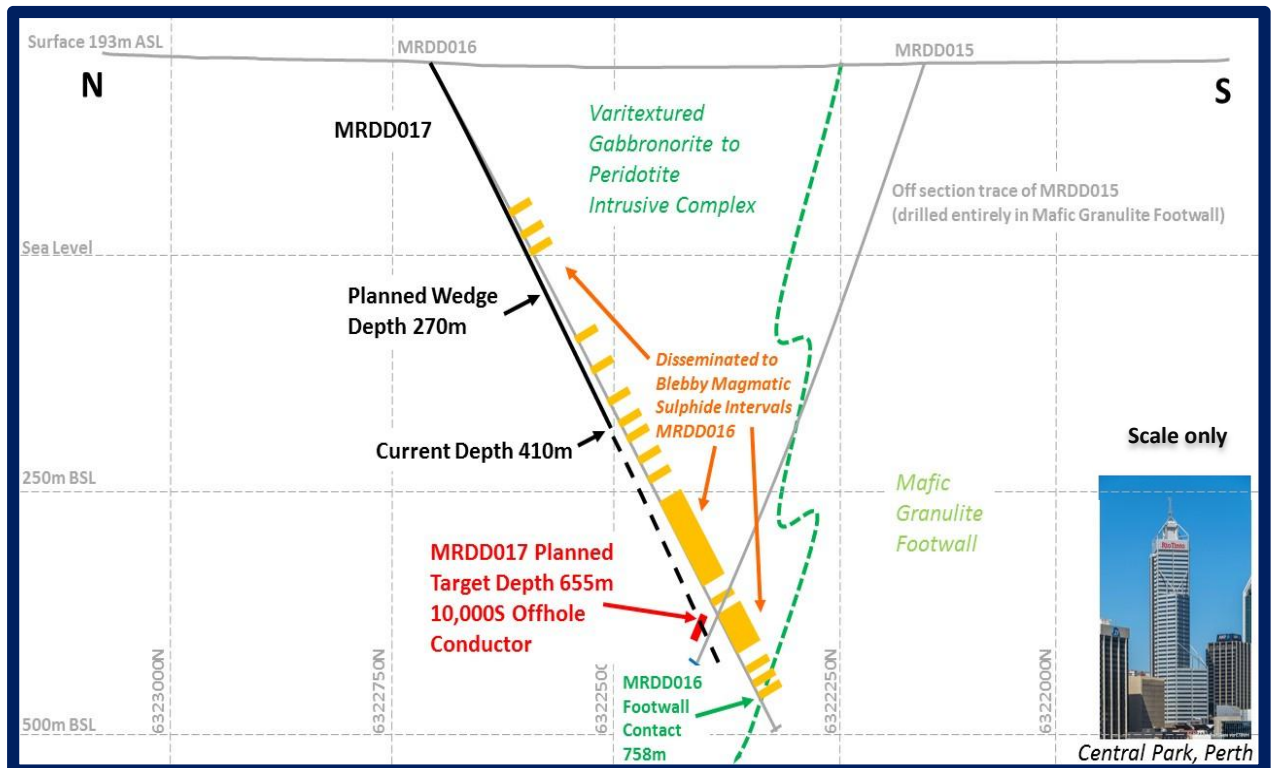 Surface 193m ASL
MRDD016
MRDD015
N
S
MRDD017
Varitextured
Gabbronorite to
Peridotite
Intrusive Complex
Off section trace of MRDD015
(drilled entirely in Mafic Granulite Footwall)
Sea Level
Planned Wedge
Depth 270m
Disseminated to
Blebby Magmatic
Sulphide Intervals
MRDD016
Current Depth 410m
Scale only
250m BSL
Mafic
Granulite
Footwall
MRDD017 Planned
Target Depth 655m
10,000S Offhole
Conductor
6323000N
6322750N
6322500
6322250N
6322000N
MRDD016
Footwall
Contact
758m
500m BSL
Central Park, Perth